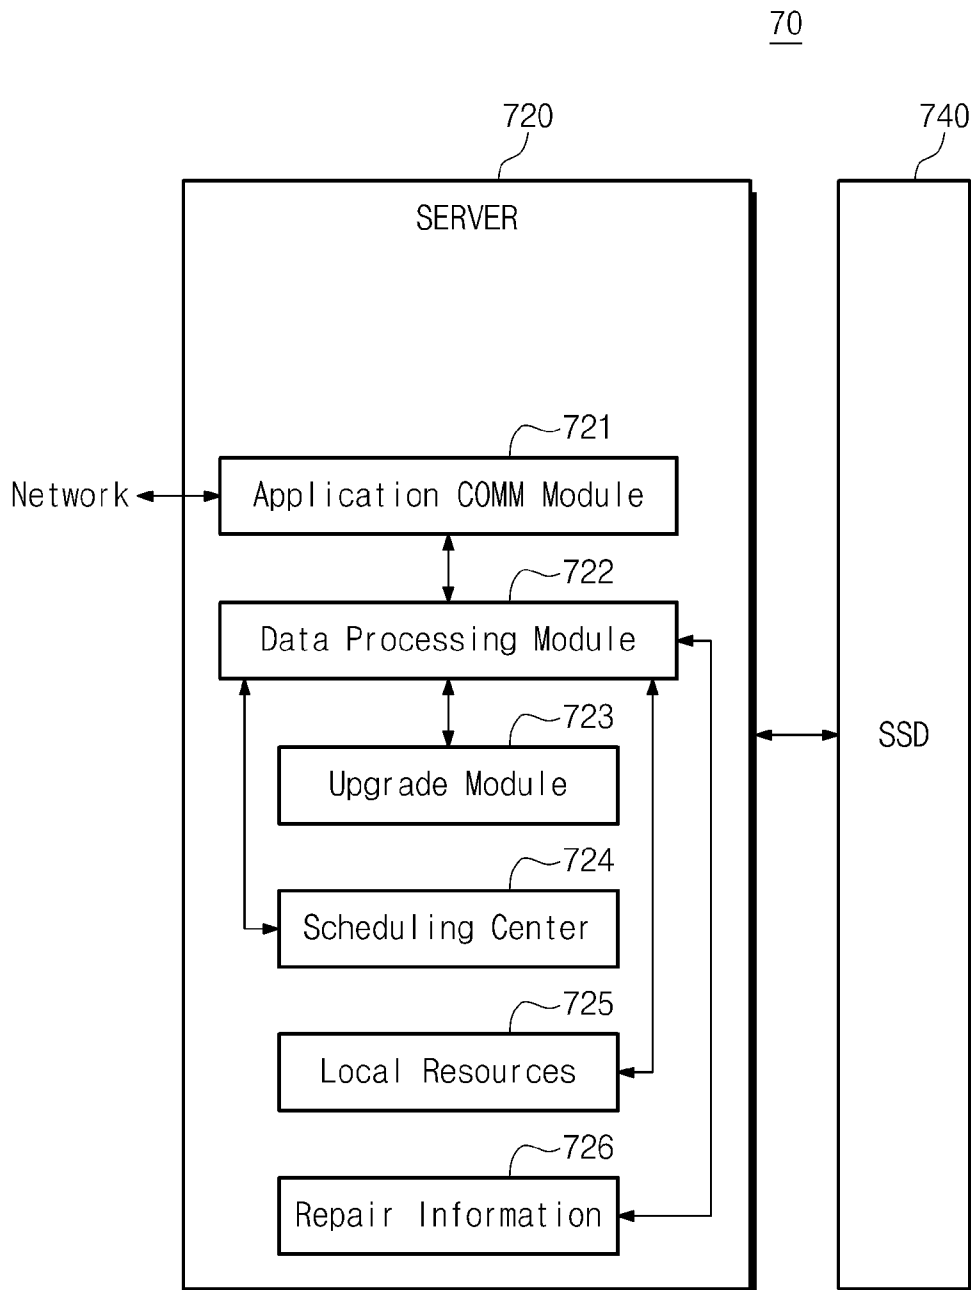 70
720
740
SERVER
721
Network
Application COMM Module
722
Data Processing Module
723
SSD
Upgrade Module
724
Scheduling Center
725
Local Resources
726
Repair Information